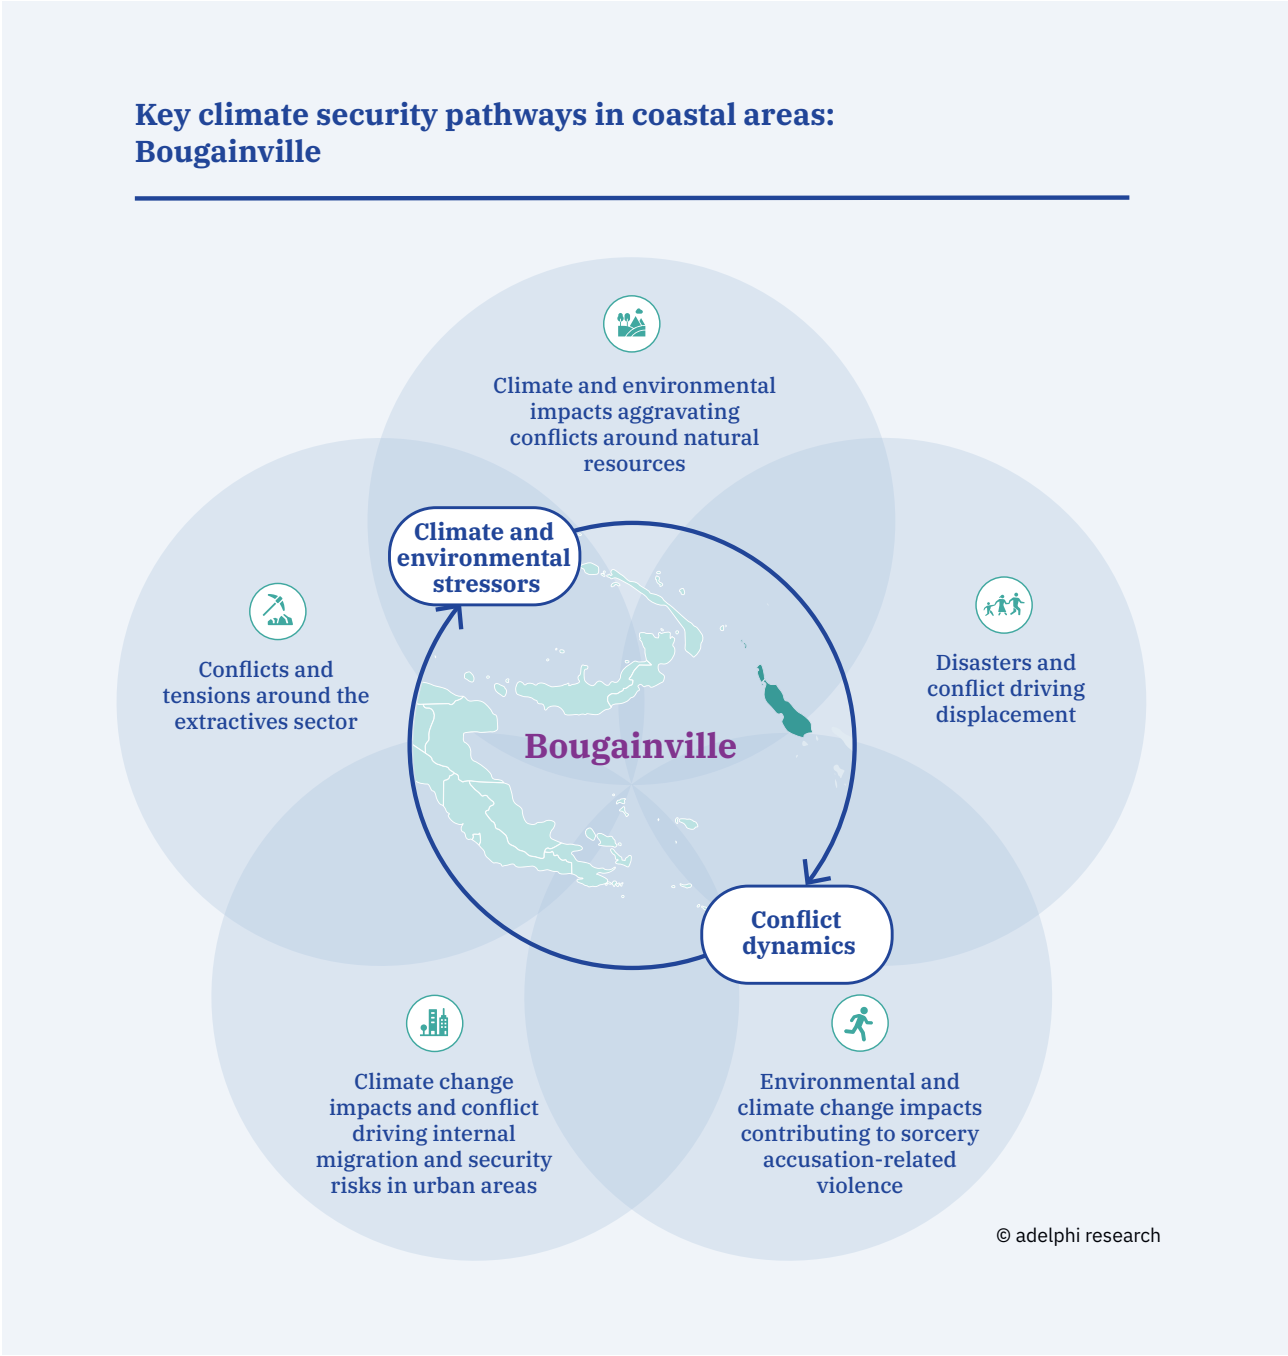 Key climate security pathways in coastal areas:
Bougainville
Climate and environmental
impacts aggravating
conflicts around natural
resources
Climate and
environmental
stressors
Conflicts and
tensions around the
extractives sector
Disasters and
conflict driving
displacement
Bougainville
Conflict
dynamics
Climate change
impacts and conflict
driving internal
migration and security
risks in urban areas
Environmental and
climate change impacts
contributing to sorcery
accusation-related
violence
© adelphi research